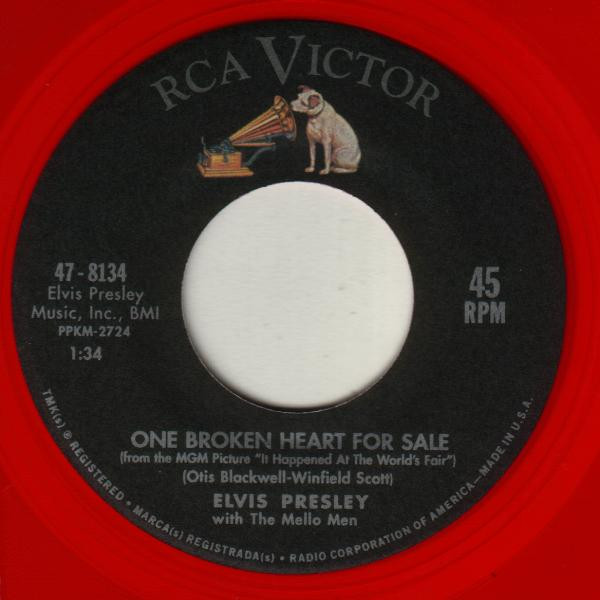 RCA VICTOR
47-8134
Elvis Presley
Music, Inc., BMI
PPKM-2724
1:34
45
RPM
ONE BROKEN HEART FOR SALE
(from the MGM Picture "It Happened At The World's Fair")
(Otis Blackwell-Winfield Scott)
ELVIS PRESLEY
with The Mello Men
TMK(s) ® REGISTERED • MARCA(s) REGISTRADA(s) • RADIO CORPORATION OF AMERICA—MADE IN U.S.A.